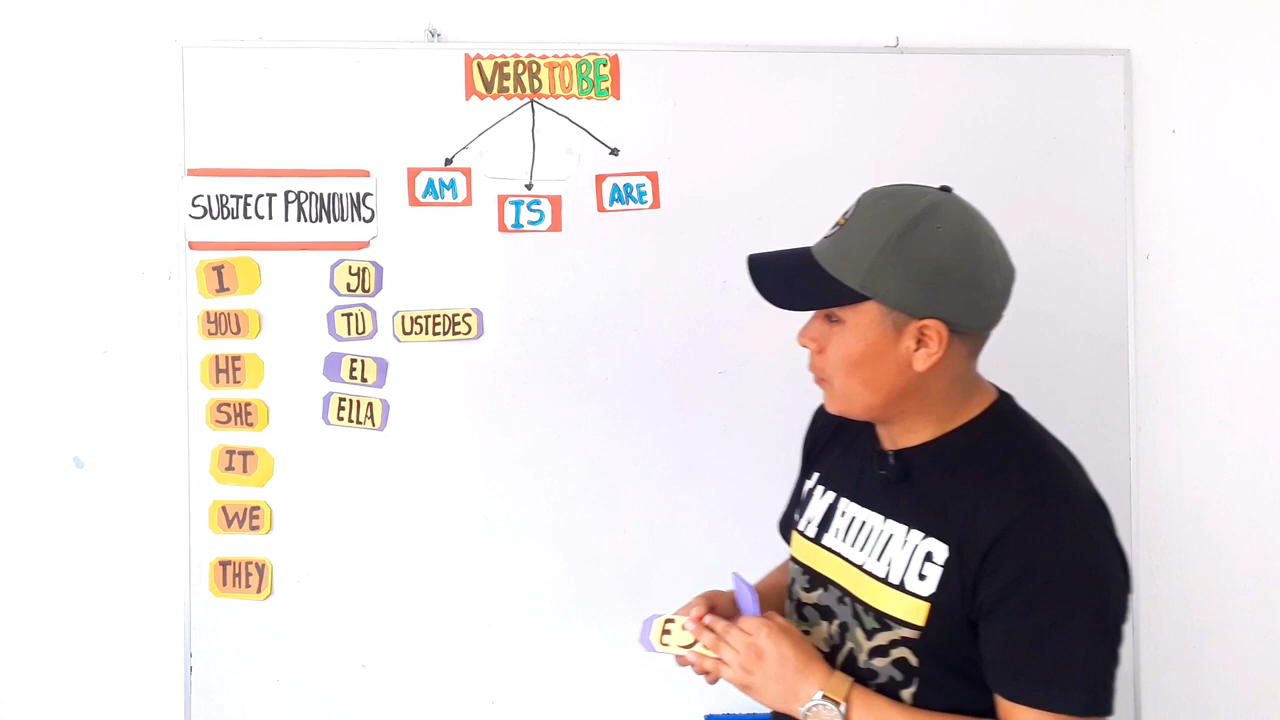 VERB TO BE
AM
IS
ARE
SUBJECT PRONOUNS
I
YO
YOU
TÚ
USTEDES
HE
EL
SHE
ELLA
IT
WE
THEY
I'M HIDING